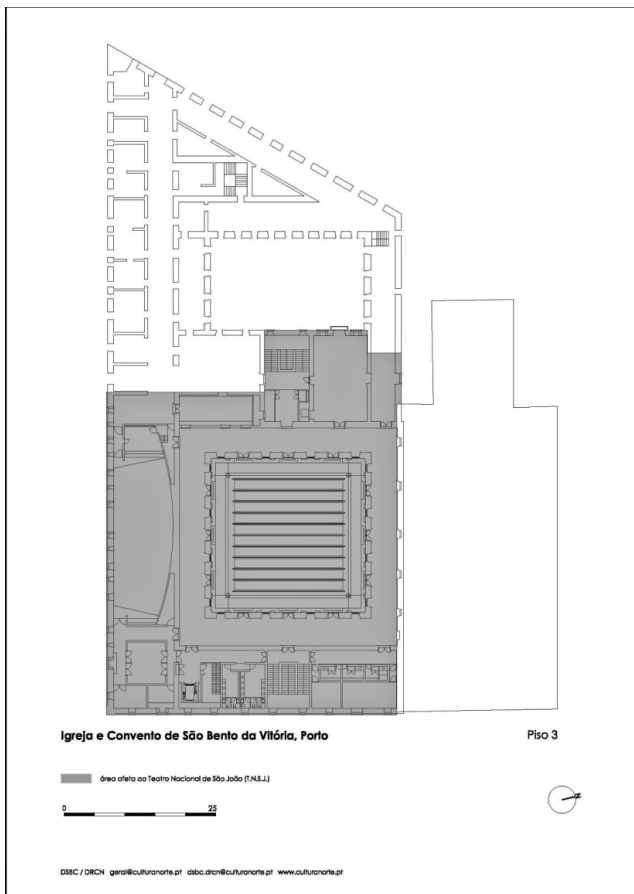 Igreja e Convento de São Bento da Vitória, Porto
Piso 3
área afeta ao Teatro Nacional de São João (T.N.S.J.)
0 25
DSBC / DRCN geral@culturanorte.pt dsbc.drcn@culturanorte.pt www.culturanorte.pt